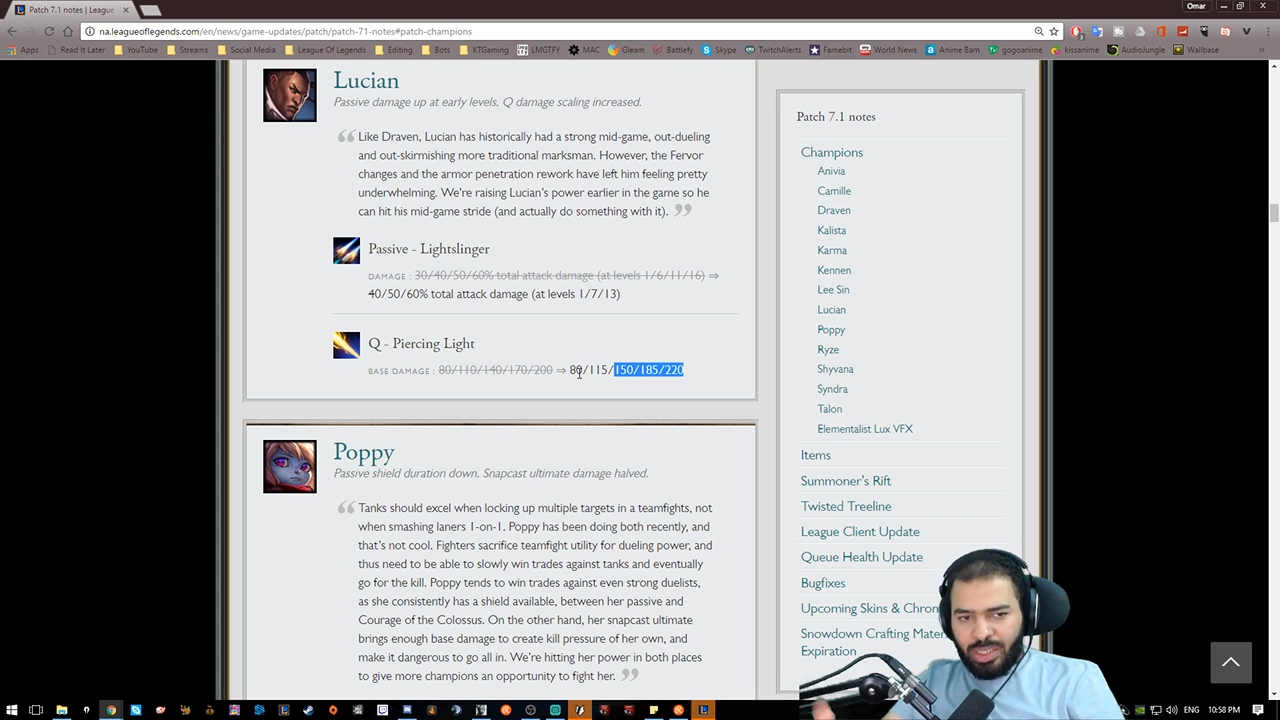 Patch 7.1 notes | League
Omar
na.leagueoflegends.com/en/news/game-updates/patch/patch-71-notes#patch-champions
Apps Read It Later YouTube Streams Social Media League Of Legends Editing Bots KTGaming LMGTFY MAC Gleam Battlefy Skype TwitchAlerts Famebit World News Anime Bam gogoanime kissanime AudioJungle Wallbase
Lucian
Passive damage up at early levels. Q damage scaling increased.
Like Draven, Lucian has historically had a strong mid-game, out-dueling
and out-skirmishing more traditional marksman. However, the Fervor
changes and the armor penetration rework have left him feeling pretty
underwhelming. We're raising Lucian's power earlier in the game so he
can hit his mid-game stride (and actually do something with it).
Passive - Lightslinger
DAMAGE : 30/40/50/60% total attack damage (at levels 1/6/11/16) ⇒
40/50/60% total attack damage (at levels 1/7/13)
Q - Piercing Light
BASE DAMAGE : 80/110/140/170/200 ⇒ 80/115/150/185/220
Poppy
Passive shield duration down. Snapcast ultimate damage halved.
Tanks should excel when locking up multiple targets in a teamfights, not
when smashing laners 1-on-1. Poppy has been doing both recently, and
that's not cool. Fighters sacrifice teamfight utility for dueling power, and
thus need to be able to slowly win trades against tanks and eventually
go for the kill. Poppy tends to win trades against even strong duelists,
as she consistently has a shield available, between her passive and
Courage of the Colossus. On the other hand, her snapcast ultimate
brings enough base damage to create kill pressure of her own, and
make it dangerous to go all in. We're hitting her power in both places
to give more champions an opportunity to fight her.
Patch 7.1 notes
Champions
Anivia
Camille
Draven
Kalista
Karma
Kennen
Lee Sin
Lucian
Poppy
Ryze
Shyvana
Syndra
Talon
Elementalist Lux VFX
Items
Summoner's Rift
Twisted Treeline
League Client Update
Queue Health Update
Bugfixes
Upcoming Skins &
Snowdown Crafting
Expiration
ENG 10:58 PM